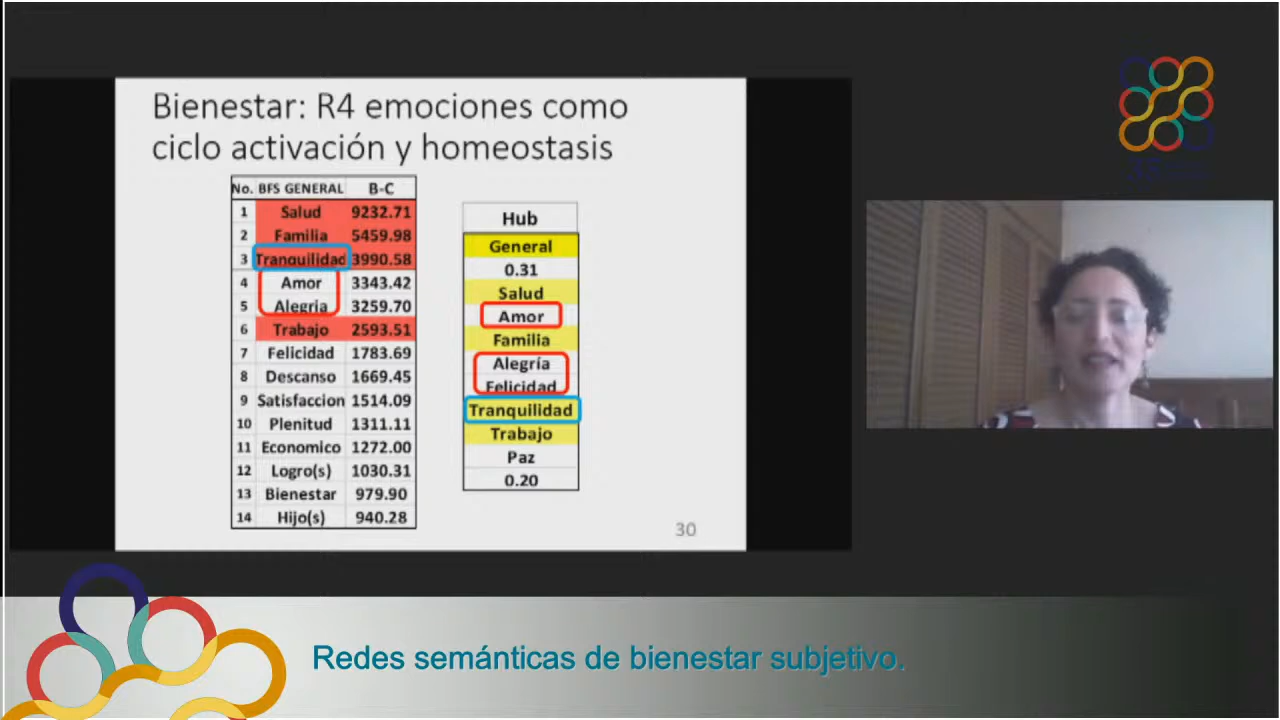 Bienestar: R4 emociones como
ciclo activación y homeostasis
No. BFS GENERAL B-C
1 Salud 9232.71
2 Familia 5459.98
3 Tranquilidad 3990.58
4 Amor 3343.42
5 Alegria 3259.70
6 Trabajo 2593.51
7 Felicidad 1783.69
8 Descanso 1669.45
9 Satisfaccion 1514.09
10 Plenitud 1311.11
11 Economico 1272.00
12 Logro(s) 1030.31
13 Bienestar 979.90
14 Hijo(s) 940.28
Hub
General
0.31
Salud
Amor
Familia
Alegría
Felicidad
Tranquilidad
Trabajo
Paz
0.20
30
35
Redes semánticas de bienestar subjetivo.